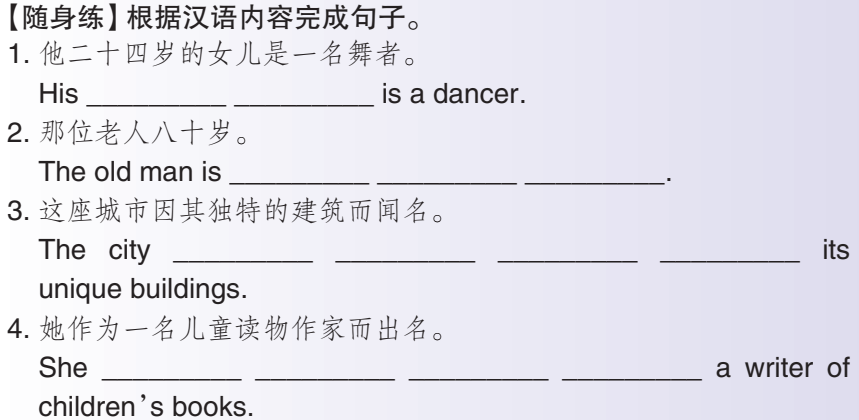 【随身练】根据汉语内容完成句子。
1. 他二十四岁的女儿是一名舞者。
His _________ _________ is a dancer.
2. 那位老人八十岁。
The old man is _________ _________ _________.
3. 这座城市因其独特的建筑而闻名。
The city _________ _________ _________ _________ its
unique buildings.
4. 她作为一名儿童读物作家而出名。
She _________ _________ _________ _________ a writer of
children’s books.